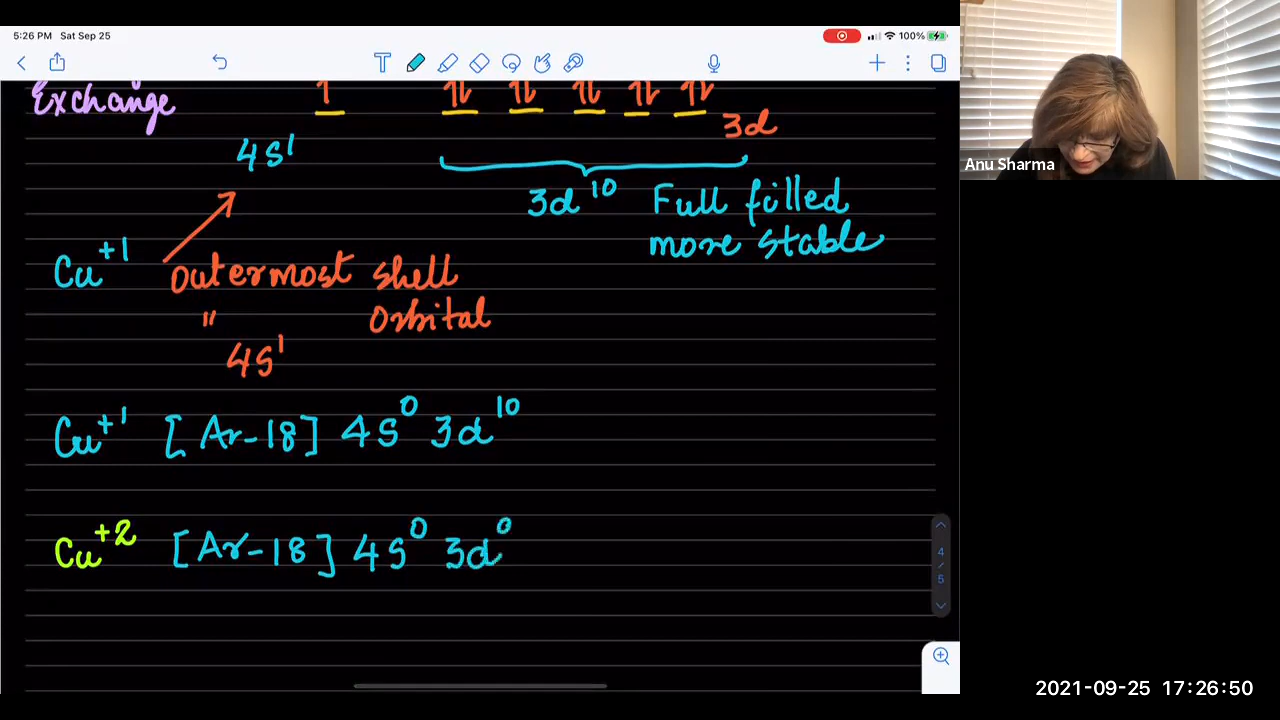 5:26 PM Sat Sep 25
100%
T
Exchange 1 1L 1L 1L 1L 1L
3d
4S¹
3d¹⁰ Full filled
more stable
Cu⁺¹ Outermost shell
" Orbital
4S¹
Cu⁺¹ [Ar-18] 4S⁰ 3d¹⁰
Cu⁺² [Ar-18] 4S⁰ 3d⁰
4
/
5
Anu Sharma
2021-09-25 17:26:50